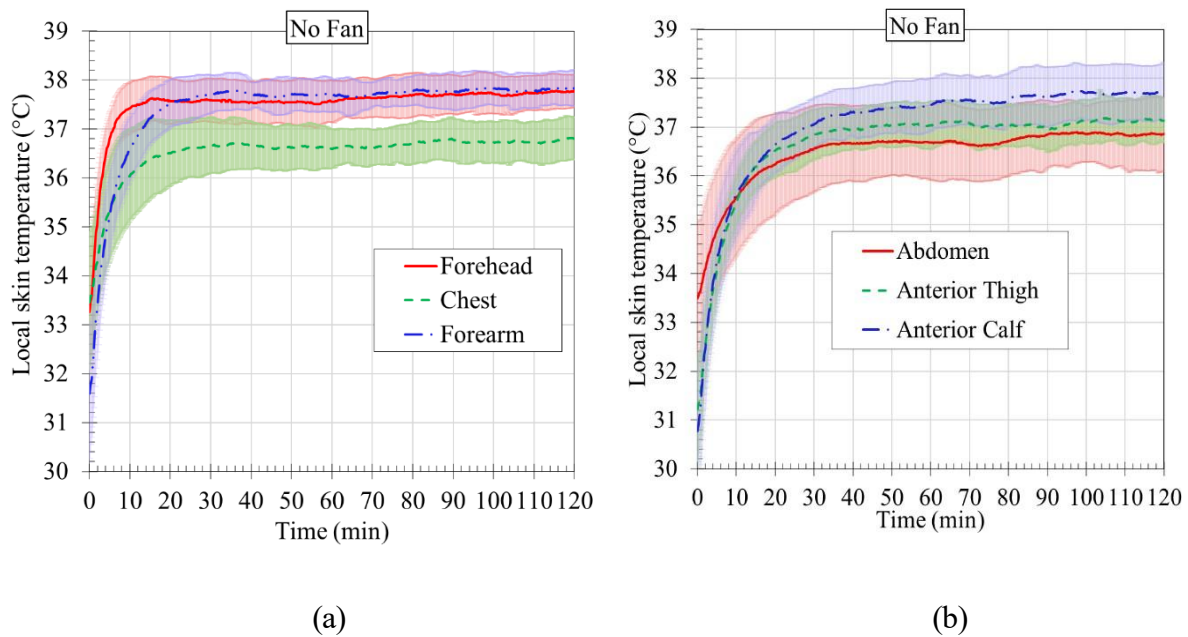 No Fan
Local skin temperature (°C)
39
38
37
36
35
34
33
32
31
30
Forehead
Chest
Forearm
0 10 20 30 40 50 60 70 80 90 100 110 120
Time (min)
(a)
No Fan
Local skin temperature (°C)
39
38
37
36
35
34
33
32
31
30
Abdomen
Anterior Thigh
Anterior Calf
0 10 20 30 40 50 60 70 80 90 100 110 120
Time (min)
(b)